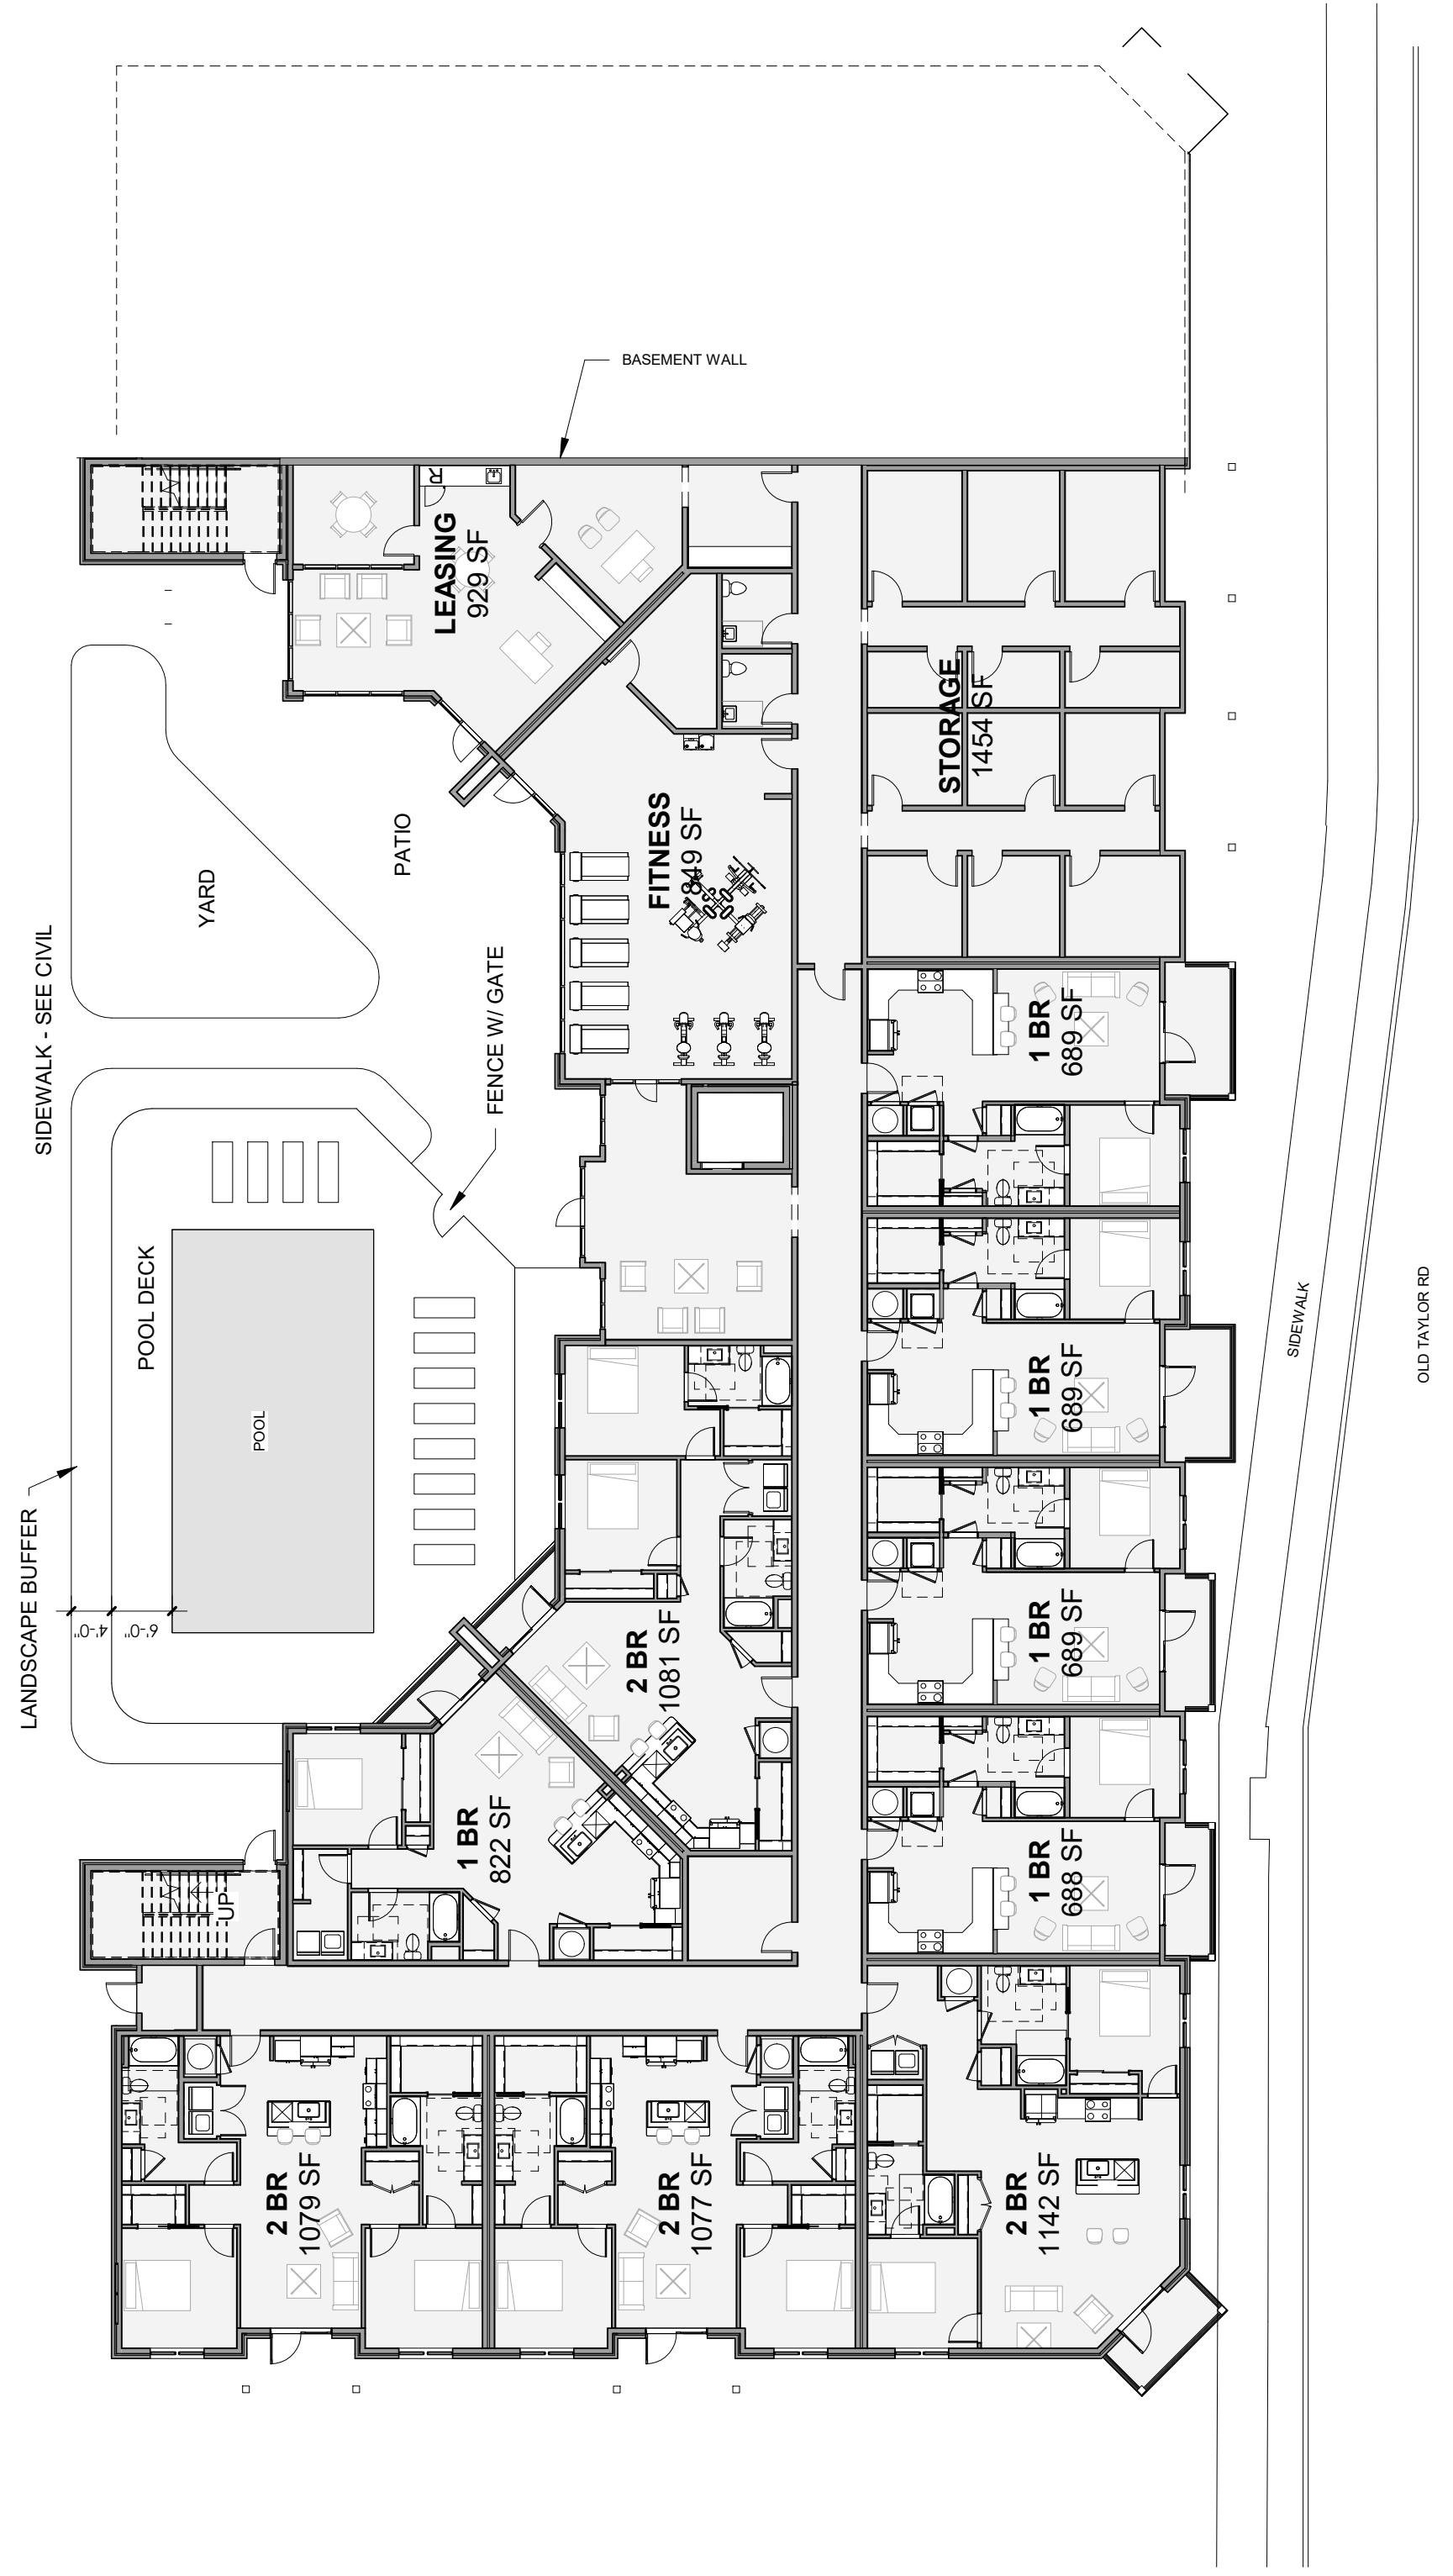 BASEMENT WALL
LEASING
929 SF
R
STORAGE
1454 SF
FITNESS
849 SF
PATIO
YARD
SIDEWALK - SEE CIVIL
FENCE W/ GATE
1 BR
689 SF
POOL DECK
POOL
LANDSCAPE BUFFER
4'-0"
6'-0"
1 BR
689 SF
SIDEWALK
OLD TAYLOR RD
1 BR
689 SF
2 BR
1081 SF
1 BR
822 SF
1 BR
688 SF
UP
2 BR
1079 SF
2 BR
1077 SF
2 BR
1142 SF